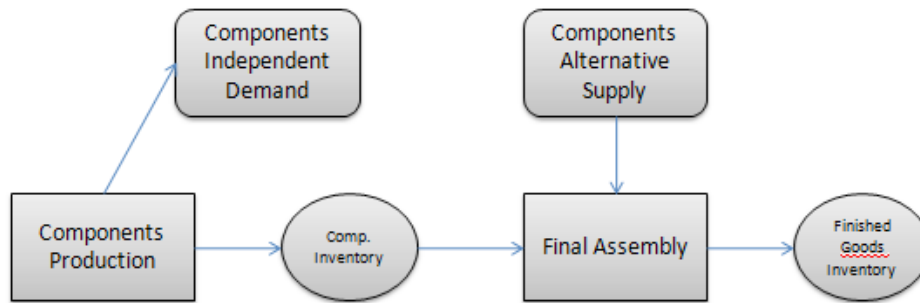 Components
Independent
Demand
Components
Alternative
Supply
Components
Production
Comp.
Inventory
Final Assembly
Finished
Goods
Inventory